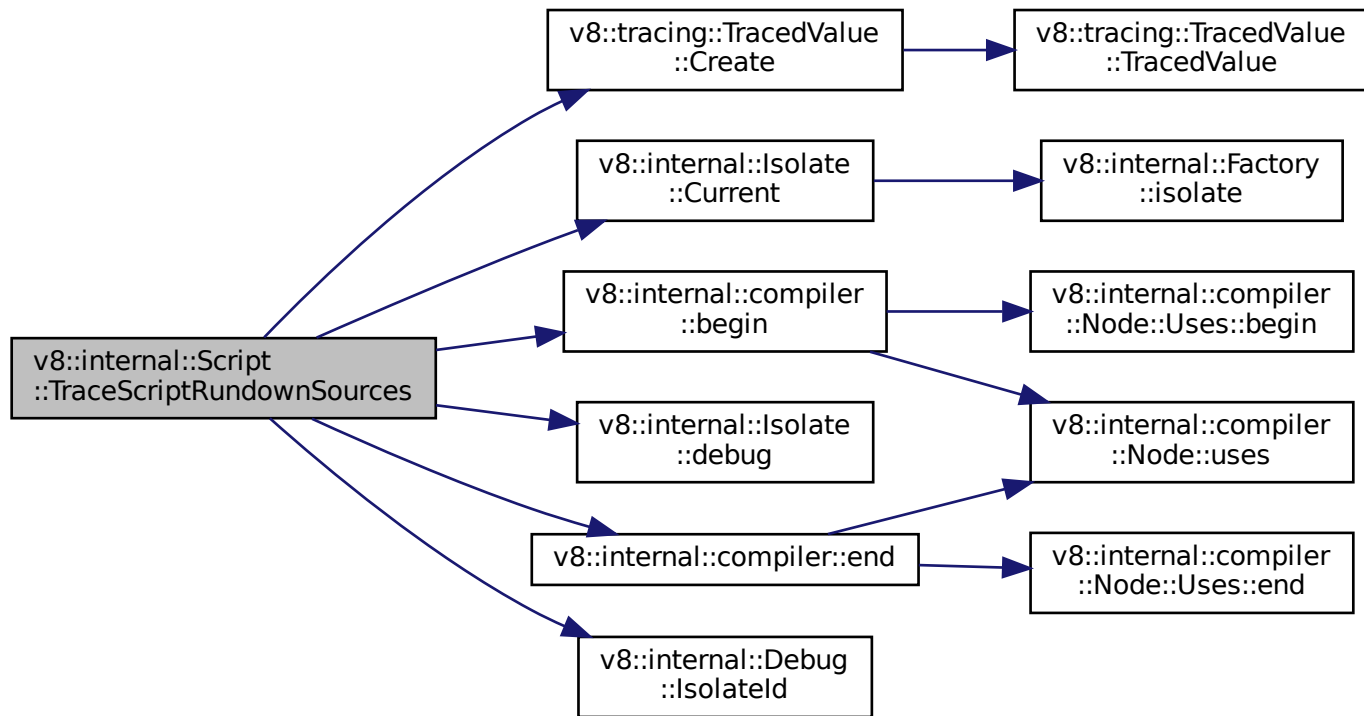 v8::internal::Script
::TraceScriptRundownSources
v8::tracing::TracedValue
::Create
v8::tracing::TracedValue
::TracedValue
v8::internal::Isolate
::Current
v8::internal::Factory
::isolate
v8::internal::compiler
::begin
v8::internal::compiler
::Node::Uses::begin
v8::internal::compiler
::Node::uses
v8::internal::Isolate
::debug
v8::internal::compiler::end
v8::internal::compiler
::Node::Uses::end
v8::internal::Debug
::IsolateId